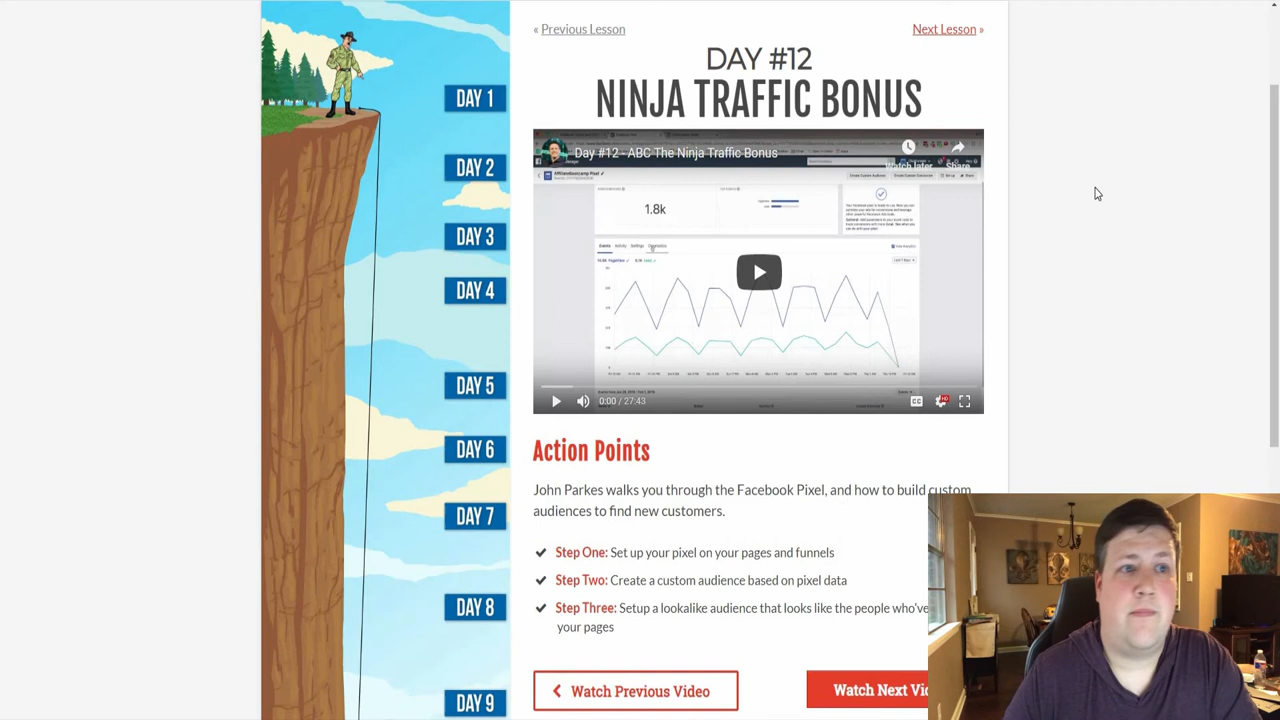 « Previous Lesson
Next Lesson »
DAY #12
NINJA TRAFFIC BONUS
DAY 1
DAY 2
DAY 3
DAY 4
DAY 5
DAY 6
DAY 7
DAY 8
DAY 9
Day #12 - ABC The Ninja Traffic Bonus
Watch later
Share
1.8k
0:00 / 27:43
CC
HD
Action Points
John Parkes walks you through the Facebook Pixel, and how to build custom
audiences to find new customers.
Step One: Set up your pixel on your pages and funnels
Step Two: Create a custom audience based on pixel data
Step Three: Setup a lookalike audience that looks like the people who've
your pages
Watch Previous Video
Watch Next Vi